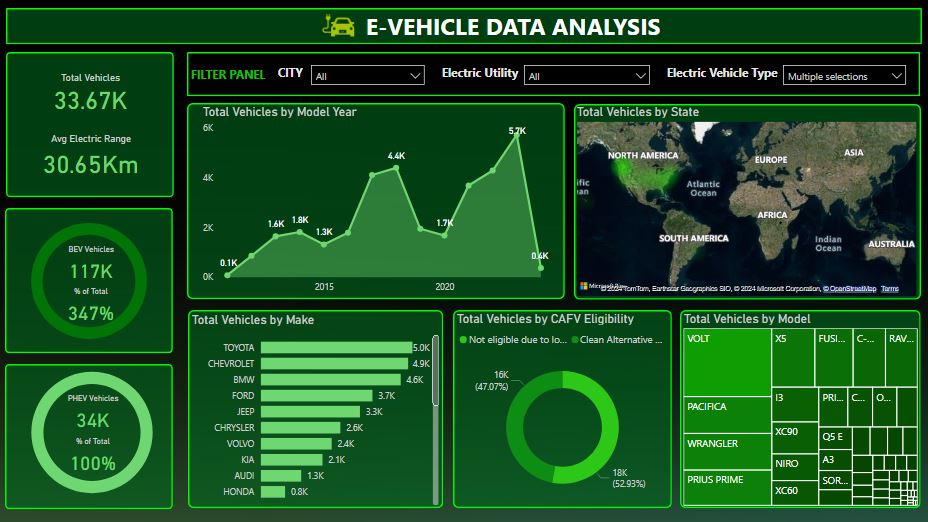 E-VEHICLE DATA ANALYSIS
Total Vehicles
33.67K
Avg Electric Range
30.65Km
FILTER PANEL
CITY
All
Electric Utility
All
Electric Vehicle Type
Multiple selections
BEV Vehicles
117K
% of Total
347%
PHEV Vehicles
34K
% of Total
100%
Total Vehicles by Model Year
6K
4K
2K
0K
0.1K
1.6K
1.8K
1.3K
4.4K
1.7K
5.7K
0.4K
2015
2020
Total Vehicles by State
NORTH AMERICA
EUROPE
ASIA
Atlantic
Ocean
AFRICA
SOUTH AMERICA
Indian
Ocean
AUSTRALIA
© 2024 TomTom, Earthstar Geographics SIO, © 2024 Microsoft Corporation, © OpenStreetMap Terms
Total Vehicles by Make
TOYOTA 5.0K
CHEVROLET 4.9K
BMW 4.6K
FORD 3.7K
JEEP 3.3K
CHRYSLER 2.6K
VOLVO 2.4K
KIA 2.1K
AUDI 1.3K
HONDA 0.8K
Total Vehicles by CAFV Eligibility
Not eligible due to lo...
Clean Alternative ...
16K
(47.07%)
18K
(52.93%)
Total Vehicles by Model
VOLT
PACIFICA
WRANGLER
PRIUS PRIME
X5
I3
XC90
NIRO
XC60
FUSI...
C-...
RAV...
PRI...
C...
O...
Q5 E
A3
SOR...